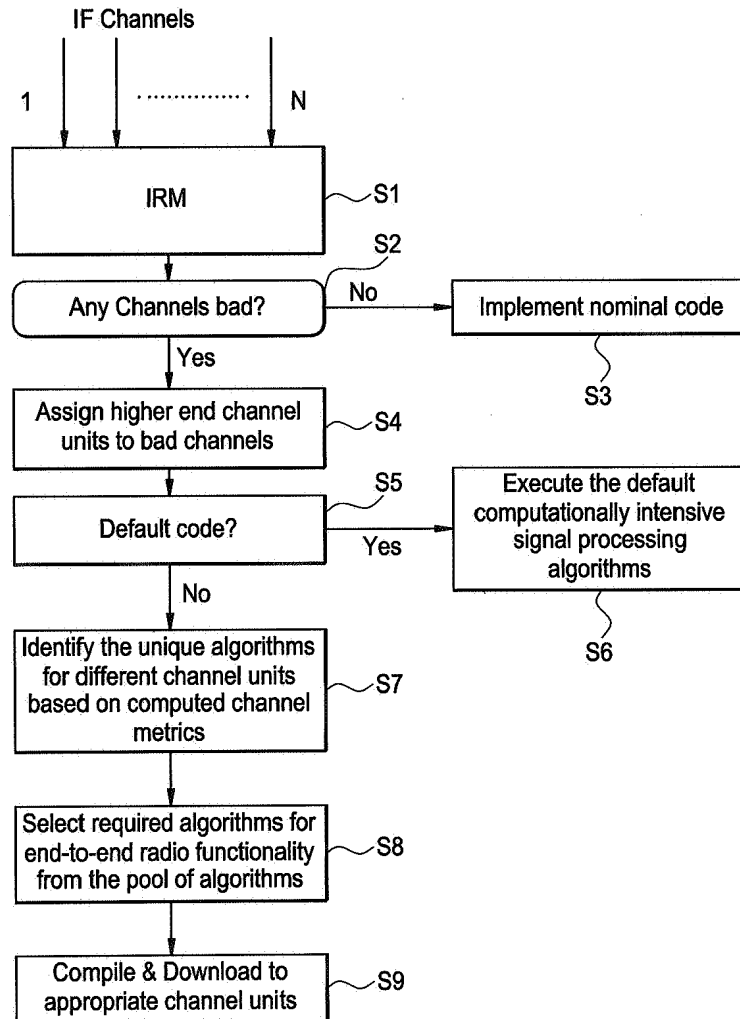 IF Channels
1 .............. N
IRM
S1
S2
Any Channels bad?
No
Implement nominal code
S3
Yes
Assign higher end channel
units to bad channels
S4
S5
Default code?
Yes
Execute the default
computationally intensive
signal processing
algorithms
S6
No
Identify the unique algorithms
for different channel units
based on computed channel
metrics
S7
Select required algorithms for
end-to-end radio functionality
from the pool of algorithms
S8
Compile & Download to
appropriate channel units
S9